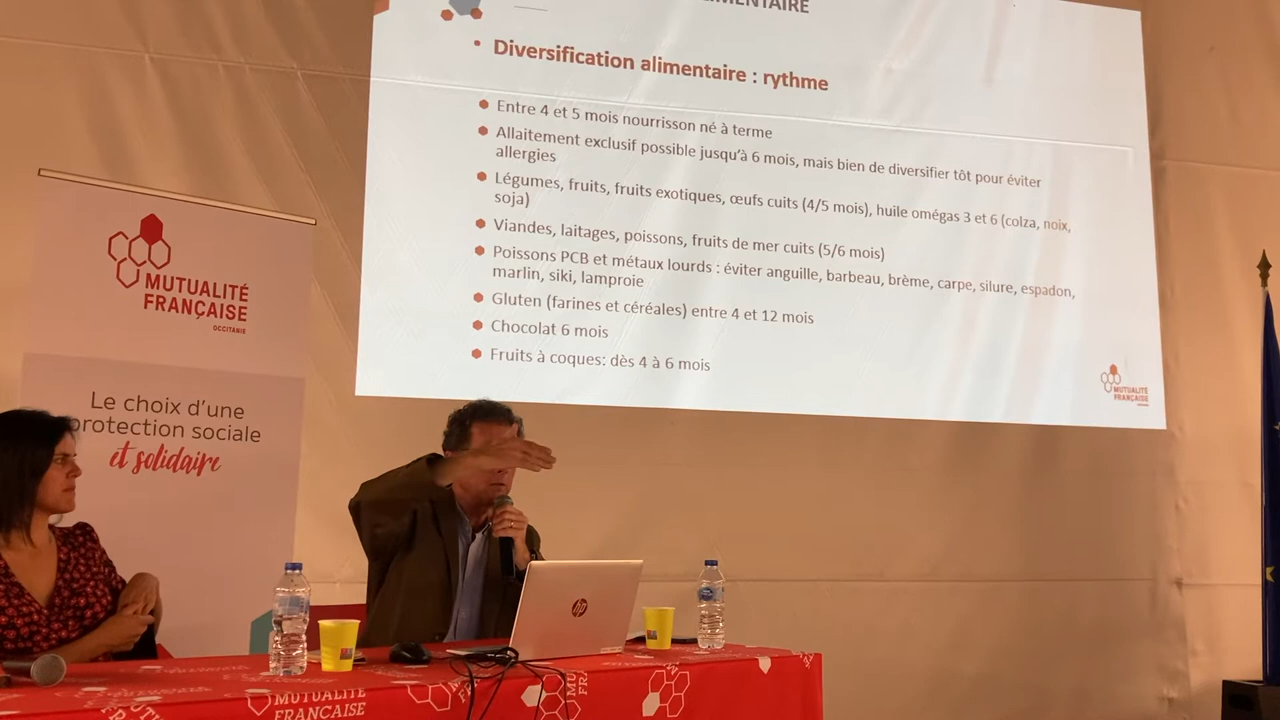 Diversification alimentaire : rythme
Entre 4 et 5 mois nourrisson né à terme
Allaitement exclusif possible jusqu'à 6 mois, mais bien de diversifier tôt pour éviter
allergies
Légumes, fruits, fruits exotiques, œufs cuits (4/5 mois), huile omégas 3 et 6 (colza, noix,
soja)
Viandes, laitages, poissons, fruits de mer cuits (5/6 mois)
Poissons PCB et métaux lourds : éviter anguille, barbeau, brème, carpe, silure, espadon,
marlin, siki, lamproie
Gluten (farines et céréales) entre 4 et 12 mois
Chocolat 6 mois
Fruits à coques: dès 4 à 6 mois
MUTUALITÉ
FRANÇAISE
MUTUALITÉ
FRANÇAISE
OCCITANIE
Le choix d'une
protection sociale
et solidaire
hp
MUTUALITÉ
FRANÇAISE